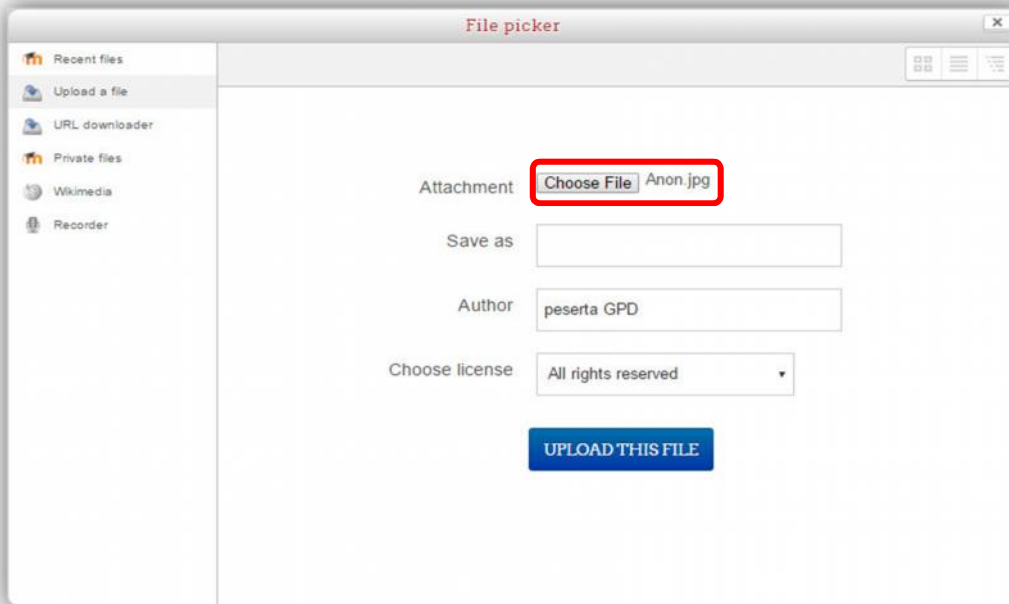 File picker
Recent files
Upload a file
URL downloader
Private files
Wikimedia
Recorder
Attachment Choose File Anon.jpg
Save as
Author peserta GPD
Choose license All rights reserved
UPLOAD THIS FILE